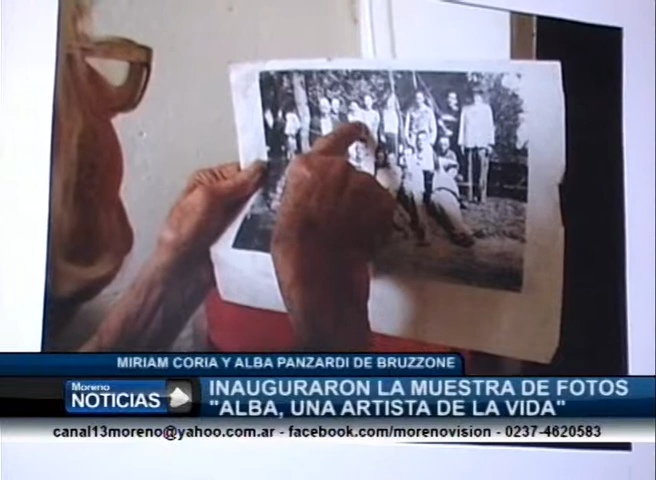 MIRIAM CORIA Y ALBA PANZARDI DE BRUZZONE
Moreno
NOTICIAS
INAUGURARON LA MUESTRA DE FOTOS
"ALBA, UNA ARTISTA DE LA VIDA"
canal13moreno@yahoo.com.ar - facebook.com/morenovision - 0237-4620583